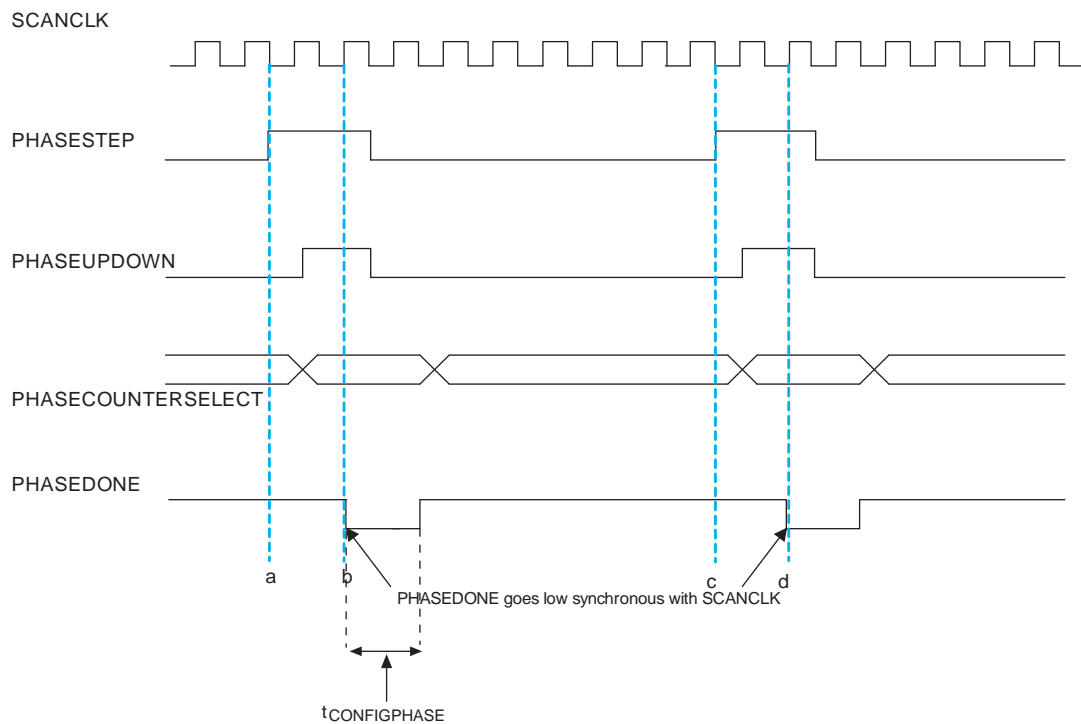 SCANCLK
PHASESTEP
PHASEUPDOWN
PHASECOUNTERSELECT
PHASEDONE
a
b
c
d
PHASEDONE goes low synchronous with SCANCLK
tCONFIGPHASE